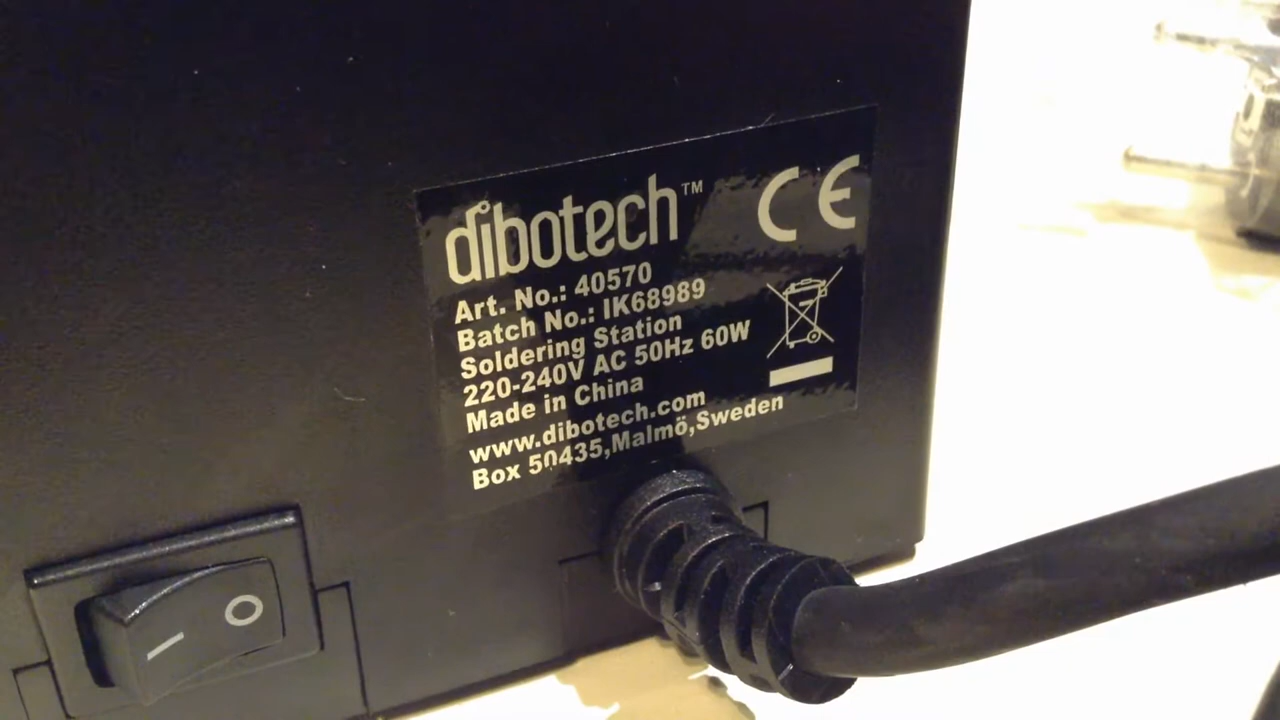 dibotech™
CE
Art. No.: 40570
Batch No.: IK68989
Soldering Station
220-240V AC 50Hz 60W
Made in China
www.dibotech.com
Box 50435,Malmö,Sweden
I O